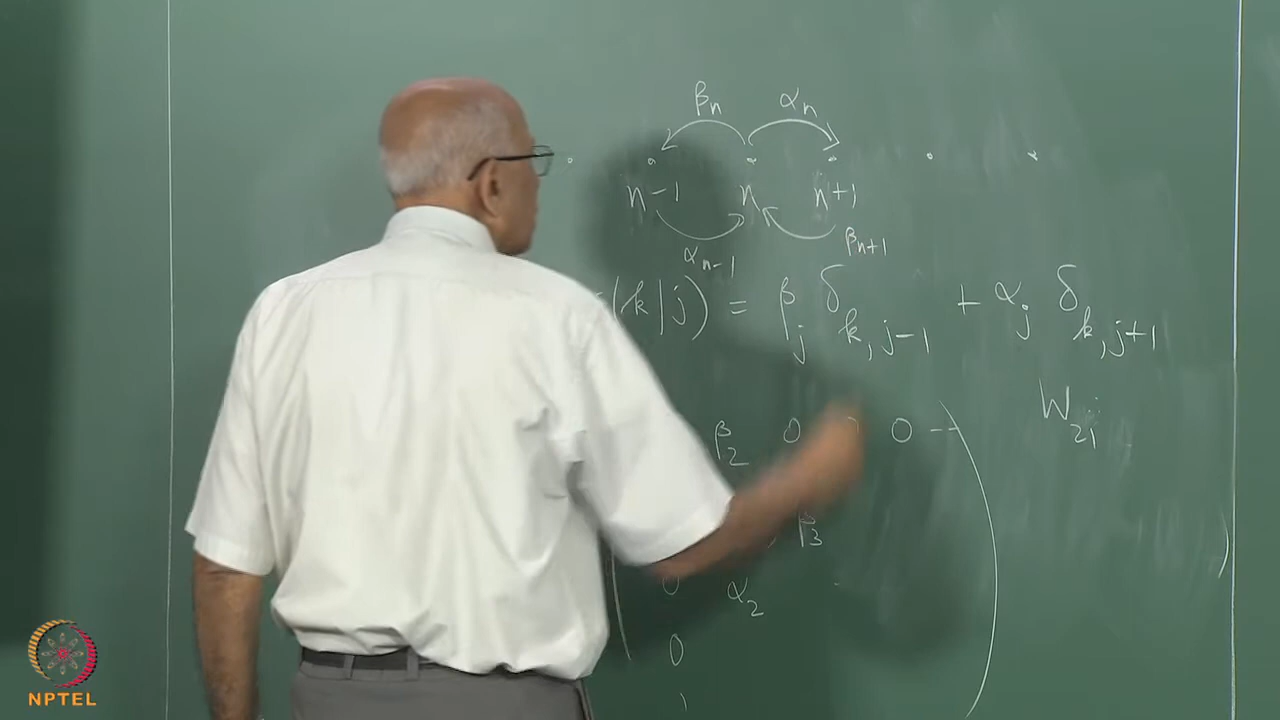 βₙ αₙ
n-1 n n+1
αₙ₋₁ βₙ₊₁
(k|j) = βⱼ δₖ,ⱼ₋₁ + αⱼ δₖ,ⱼ₊₁
β₂ 0 0
W₂₁
β₃
0 α₂
0
NPTEL